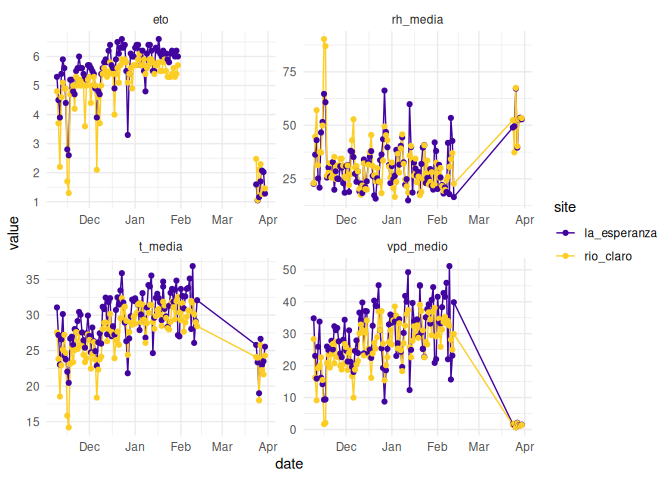 eto
rh_media
6
5
4
3
2
1
75
50
25
Dec Jan Feb Mar Apr
Dec Jan Feb Mar Apr
t_media
vpd_medio
35
30
25
20
15
50
40
30
20
10
0
Dec Jan Feb Mar Apr
Dec Jan Feb Mar Apr
date
value
site
la_esperanza
rio_claro